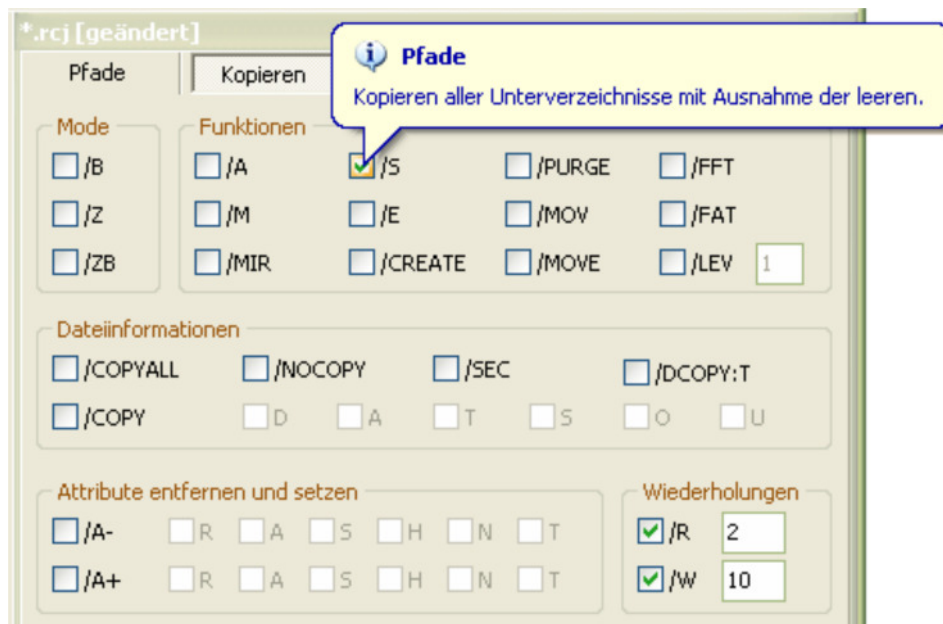 *.rcj [geändert]
Pfade Kopieren
Pfade
Kopieren aller Unterverzeichnisse mit Ausnahme der leeren.
Mode Funktionen
/B /A /S /PURGE /FFT
/Z /M /E /MOV /FAT
/ZB /MIR /CREATE /MOVE /LEV 1
Dateiinformationen
/COPYALL /NOCOPY /SEC /DCOPY:T
/COPY D A T S O U
Attribute entfernen und setzen Wiederholungen
/A- R A S H N T /R 2
/A+ R A S H N T /W 10